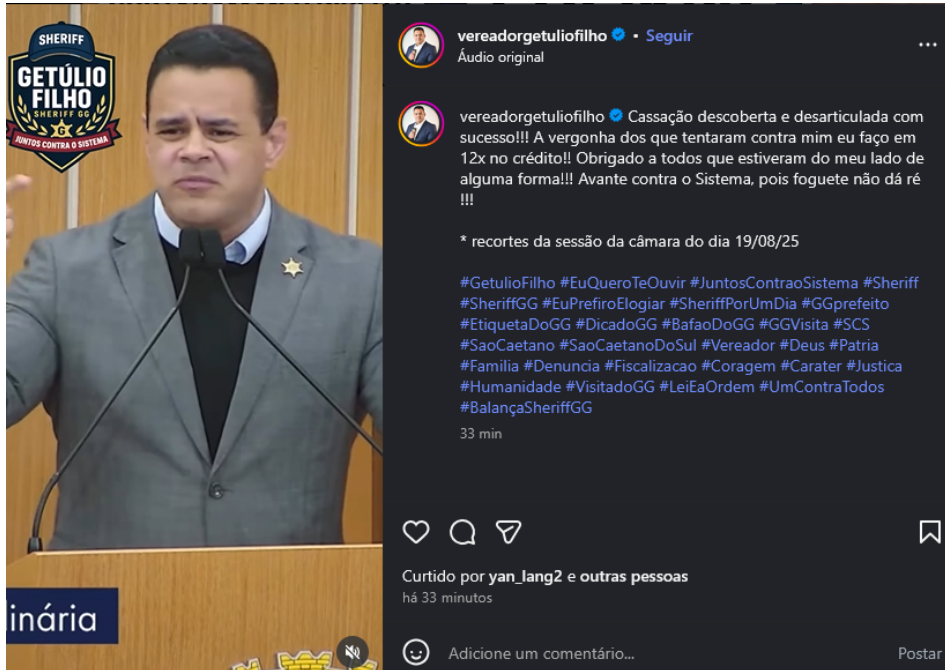 SHERIFF
GETÚLIO
FILHO
SHERIFF GG
G
JUNTOS CONTRA O SISTEMA
inária
vereadorgetuliofilho • Seguir
Áudio original
vereadorgetuliofilho Cassação descoberta e desarticulada com
sucesso!!! A vergonha dos que tentaram contra mim eu faço em
12x no crédito!! Obrigado a todos que estiveram do meu lado de
alguma forma!!! Avante contra o Sistema, pois foguete não dá ré
!!!
* recortes da sessão da câmara do dia 19/08/25
#GetulioFilho #EuQueroTeOuvir #JuntosContraoSistema #Sheriff
#SheriffGG #EuPrefiroElogiar #SheriffPorUmDia #GGprefeito
#EtiquetaDoGG #DicadoGG #BafaoDoGG #GGVisita #SCS
#SaoCaetano #SaoCaetanoDoSul #Vereador #Deus #Patria
#Familia #Denuncia #Fiscalizacao #Coragem #Carater #Justica
#Humanidade #VisitadoGG #LeiEaOrdem #UmContraTodos
#BalançaSheriffGG
33 min
Curtido por yan_lang2 e outras pessoas
há 33 minutos
Adicione um comentário...
Postar